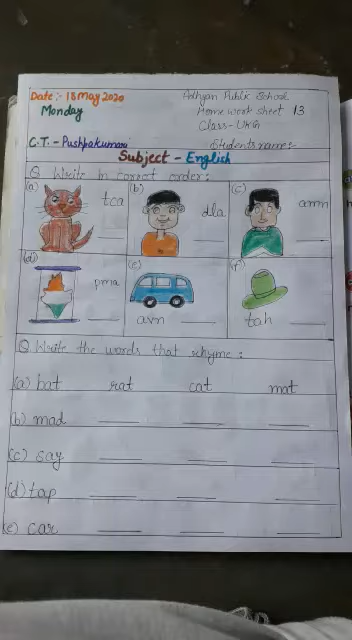 Date:- 18 May 2020
Monday
Adhyan Public School
Home work sheet 13
Class- UKG
C.T.- Pushpakumari
Students name:-
Subject - English
Q Write in correct order:
(a) tca
(b) dla
(c) amn
(d) pma
(e) avn
(f) tah
Q. Write the words that rhyme:
(a) bat rat cat mat
(b) mad
(c) say
(d) tap
(e) car